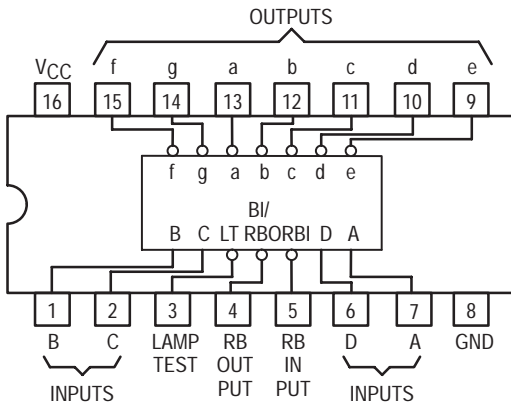 OUTPUTS
VCC f g a b c d e
16 15 14 13 12 11 10 9
f g a b c d e
BI/
B C LT RBO RBI D A
1 2 3 4 5 6 7 8
B C LAMP RB RB D A GND
TEST OUT IN
PUT PUT
INPUTS INPUTS